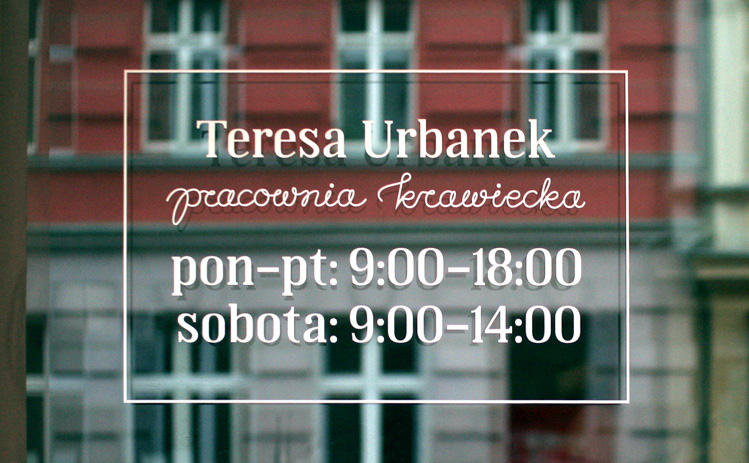 Teresa Urbanek
pracownia krawiecka
pon-pt: 9:00-18:00
sobota: 9:00-14:00